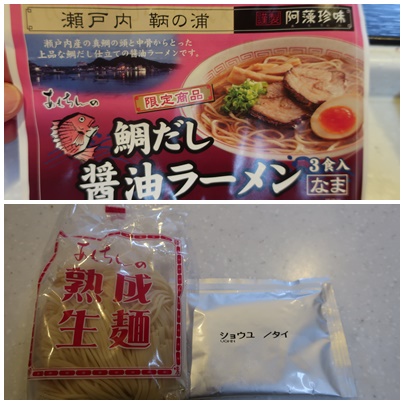 瀬戸内 鞆の浦
謹製 阿藻珍味
瀬戸内産の真鯛の頭と中骨からとった
上品な鯛だし仕立ての醤油ラーメンです。
限定商品
鯛だし
醤油ラーメン
3食入
なま
成
熟
麺
生
ショウユ ／タイ